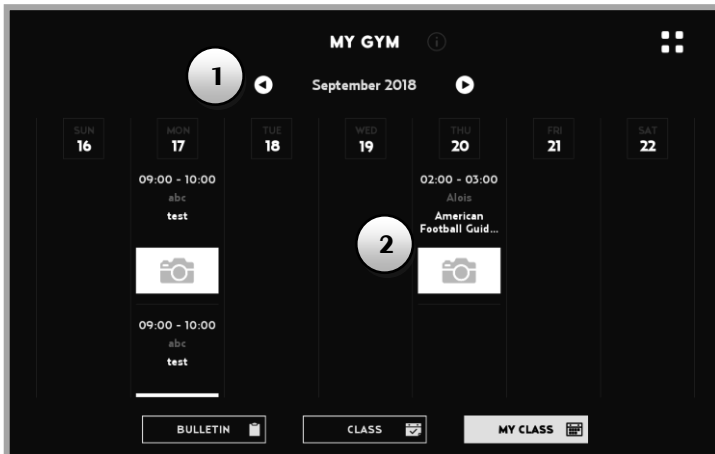 MY GYM
1
September 2018
SUN MON TUE WED THU FRI SAT
16 17 18 19 20 21 22
09:00 - 10:00
abc
test
02:00 - 03:00
Alois
American
Football Guid...
2
09:00 - 10:00
abc
test
BULLETIN CLASS MY CLASS